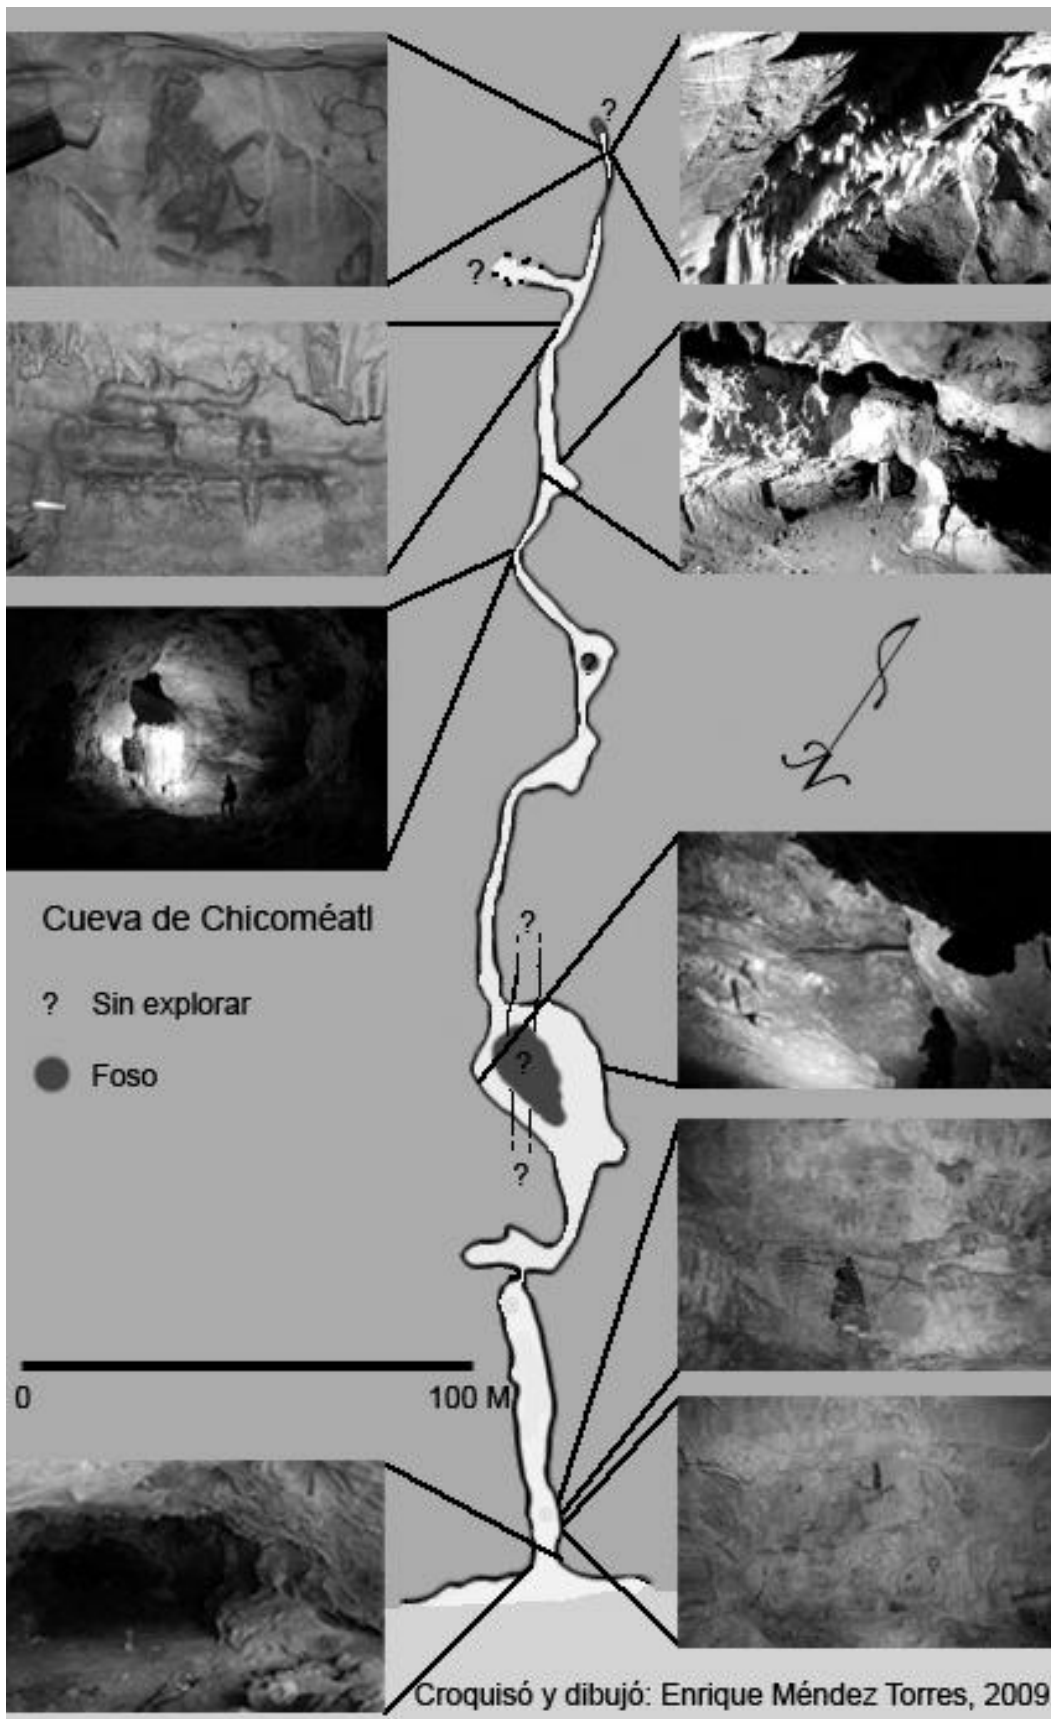 ?
?
N
?
Cueva de Chicoméatl
?
? Sin explorar
Foso
?
?
0 100 M
Croquisó y dibujó: Enrique Méndez Torres, 2009